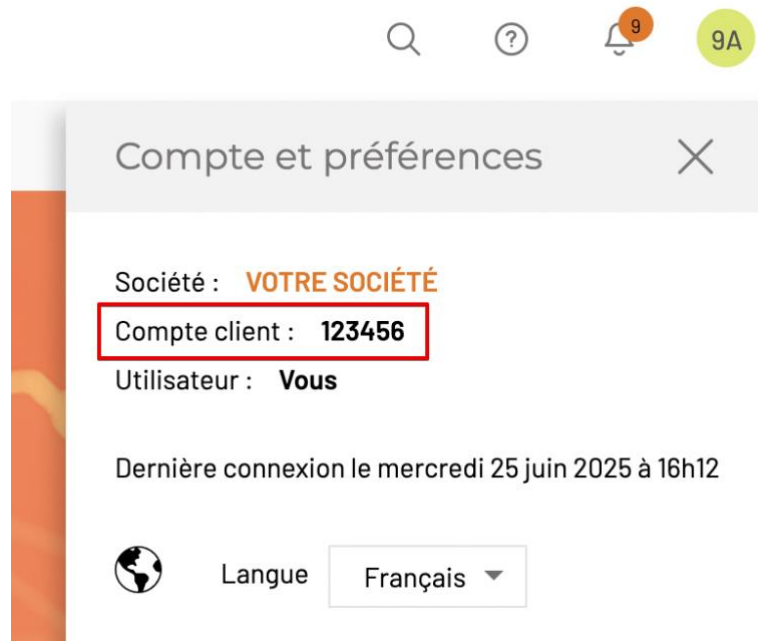 9
9A
Compte et préférences
Société : VOTRE SOCIÉTÉ
Compte client : 123456
Utilisateur : Vous
Dernière connexion le mercredi 25 juin 2025 à 16h12
Langue Français